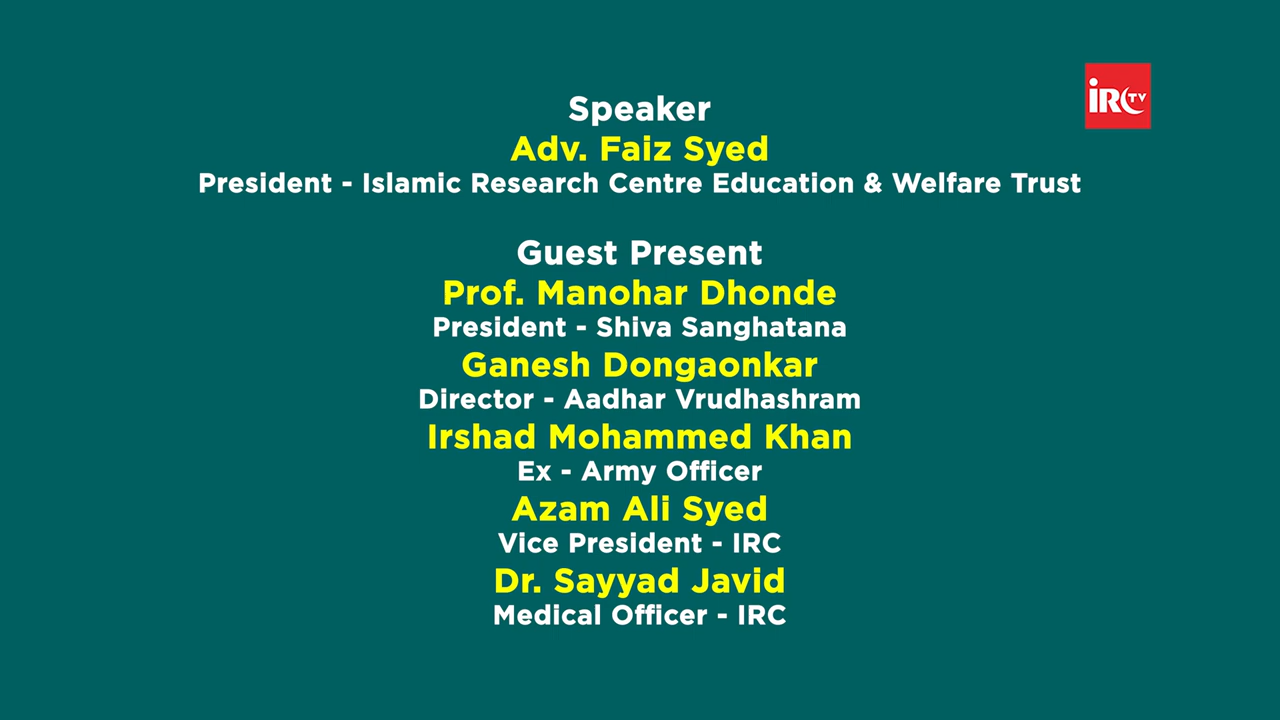 iRC TV
Speaker
Adv. Faiz Syed
President - Islamic Research Centre Education & Welfare Trust
Guest Present
Prof. Manohar Dhonde
President - Shiva Sanghatana
Ganesh Dongaonkar
Director - Aadhar Vrudhashram
Irshad Mohammed Khan
Ex - Army Officer
Azam Ali Syed
Vice President - IRC
Dr. Sayyad Javid
Medical Officer - IRC